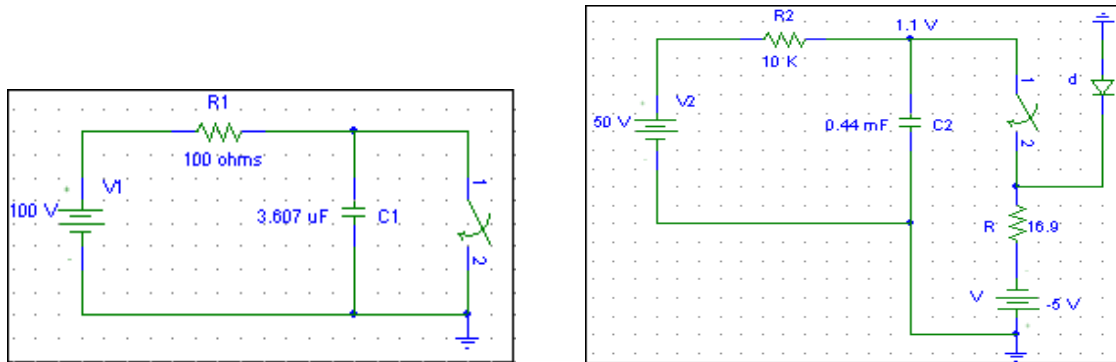 R1
100 ohms
V1
100 V
3.607 uF
C1
1
2
R2
10 K
1.1 V
d
V2
50 V
0.44 mF
C2
1
2
R'
16.9
V
-5 V